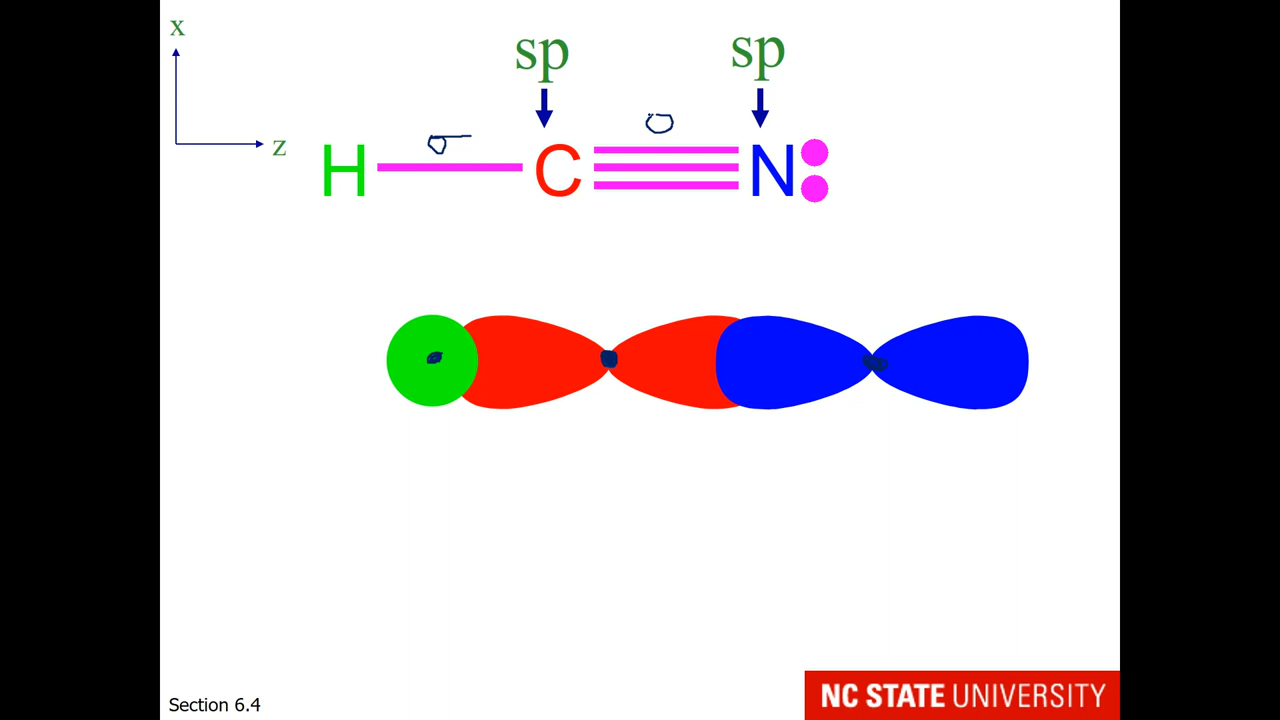 x
sp sp
σ σ
z
H C N
Section 6.4
NC STATE UNIVERSITY